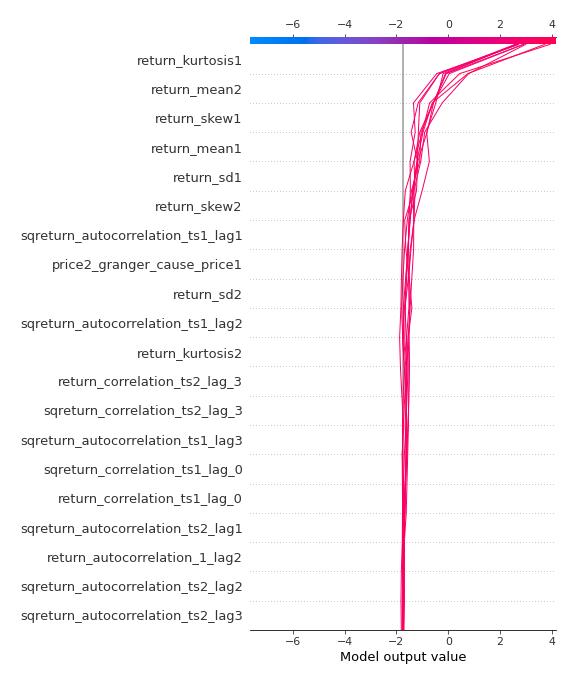 −6 −4 −2 0 2 4
return_kurtosis1
return_mean2
return_skew1
return_mean1
return_sd1
return_skew2
sqreturn_autocorrelation_ts1_lag1
price2_granger_cause_price1
return_sd2
sqreturn_autocorrelation_ts1_lag2
return_kurtosis2
return_correlation_ts2_lag_3
sqreturn_correlation_ts2_lag_3
sqreturn_autocorrelation_ts1_lag3
sqreturn_correlation_ts1_lag_0
return_correlation_ts1_lag_0
sqreturn_autocorrelation_ts2_lag1
return_autocorrelation_1_lag2
sqreturn_autocorrelation_ts2_lag2
sqreturn_autocorrelation_ts2_lag3
−6 −4 −2 0 2 4
Model output value